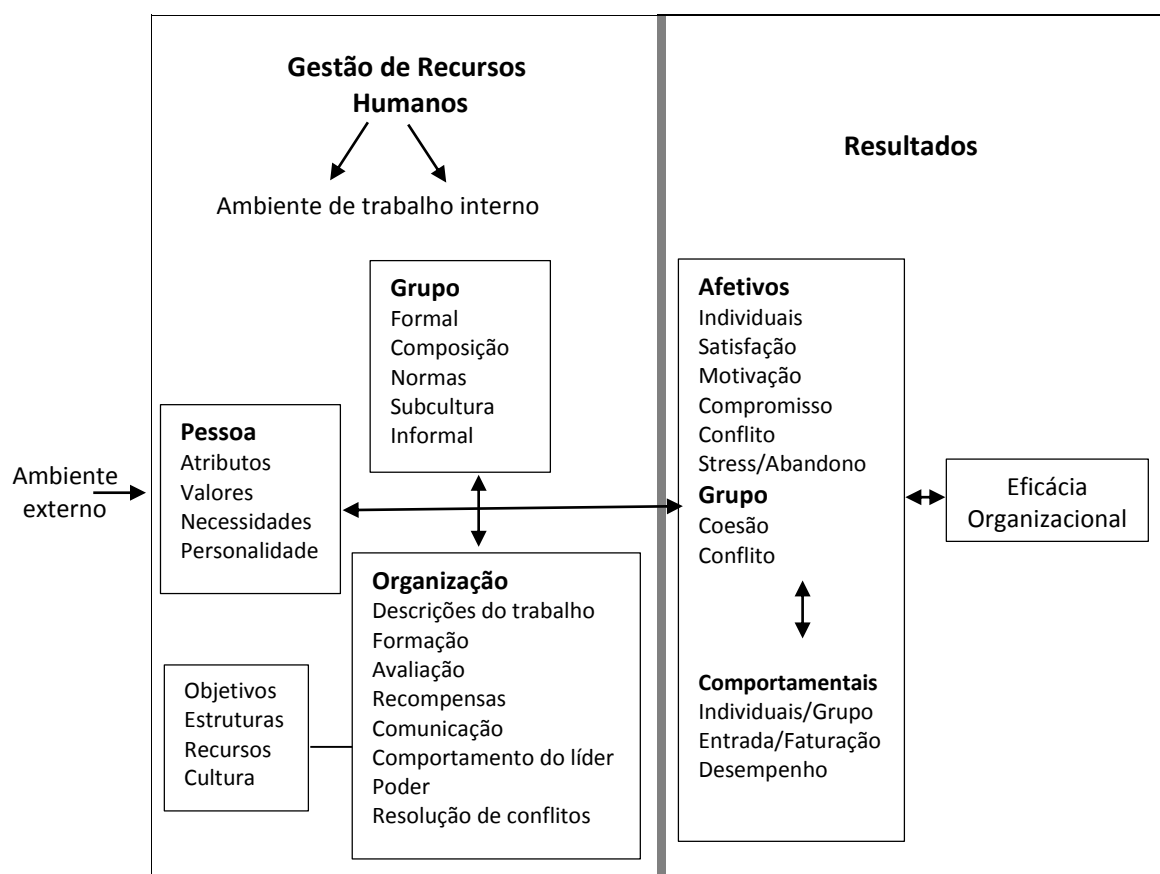 Gestão de Recursos
Humanos
Ambiente de trabalho interno
Resultados
Ambiente
externo
Pessoa
Atributos
Valores
Necessidades
Personalidade
Grupo
Formal
Composição
Normas
Subcultura
Informal
Organização
Descrições do trabalho
Formação
Avaliação
Recompensas
Comunicação
Comportamento do líder
Poder
Resolução de conflitos
Objetivos
Estruturas
Recursos
Cultura
Afetivos
Individuais
Satisfação
Motivação
Compromisso
Conflito
Stress/Abandono
Grupo
Coesão
Conflito
Comportamentais
Individuais/Grupo
Entrada/Faturação
Desempenho
Eficácia
Organizacional